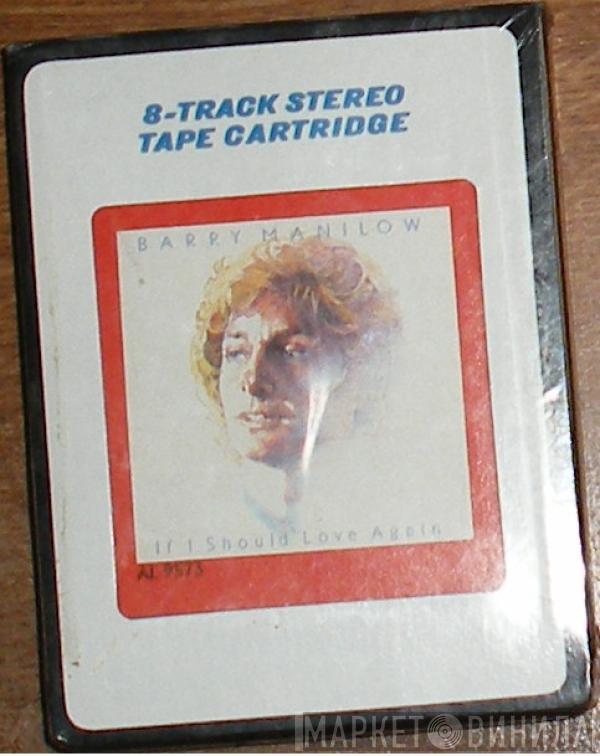 8-TRACK STEREO
TAPE CARTRIDGE
BARRY MANILOW
If I Should Love Again
AL 9573
МАРКЕТ ВИНИЛА